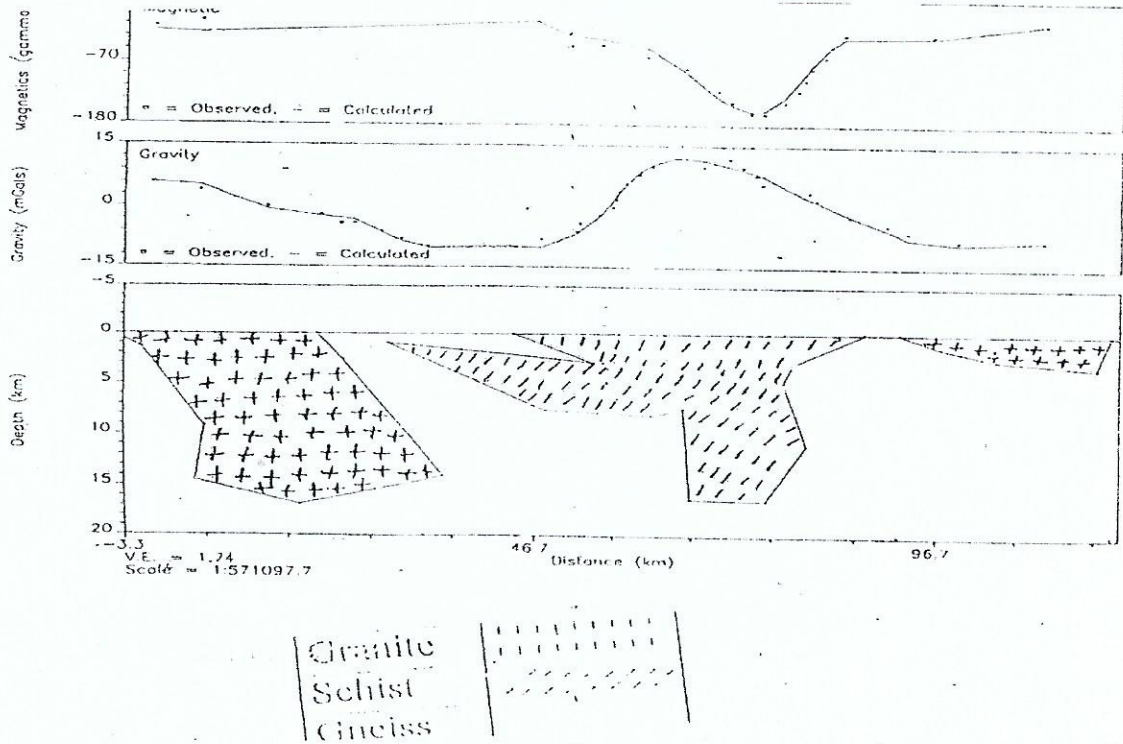 Magnetic
Magnetics (gamma
-70
-180
• = Observed, - = Calculated
15
Gravity
Gravity (mGals)
0
-15
• = Observed, - = Calculated
-5
0
5
10
15
20
Depth (km)
-3.3
46.7
96.7
V.E. = 1.74
Distance (km)
Scale = 1:571097.7
Granite
Schist
Gneiss